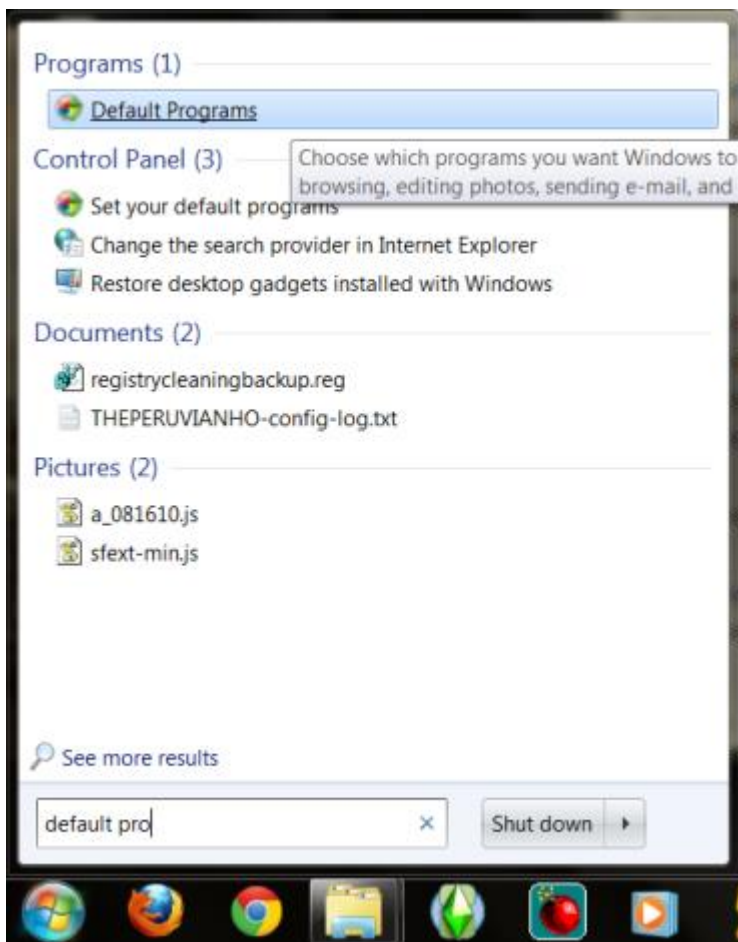 Programs (1)
Default Programs
Control Panel (3)
Choose which programs you want Windows to
browsing, editing photos, sending e-mail, and
Set your default programs
Change the search provider in Internet Explorer
Restore desktop gadgets installed with Windows
Documents (2)
registrycleaningbackup.reg
THEPERUVIANHO-config-log.txt
Pictures (2)
a_081610.js
sfext-min.js
See more results
default pro
Shut down